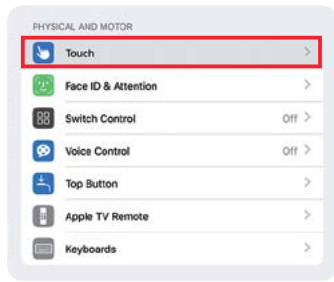 PHYSICAL AND MOTOR
Touch
Face ID & Attention
Switch Control Off
Voice Control Off
Top Button
Apple TV Remote
Keyboards